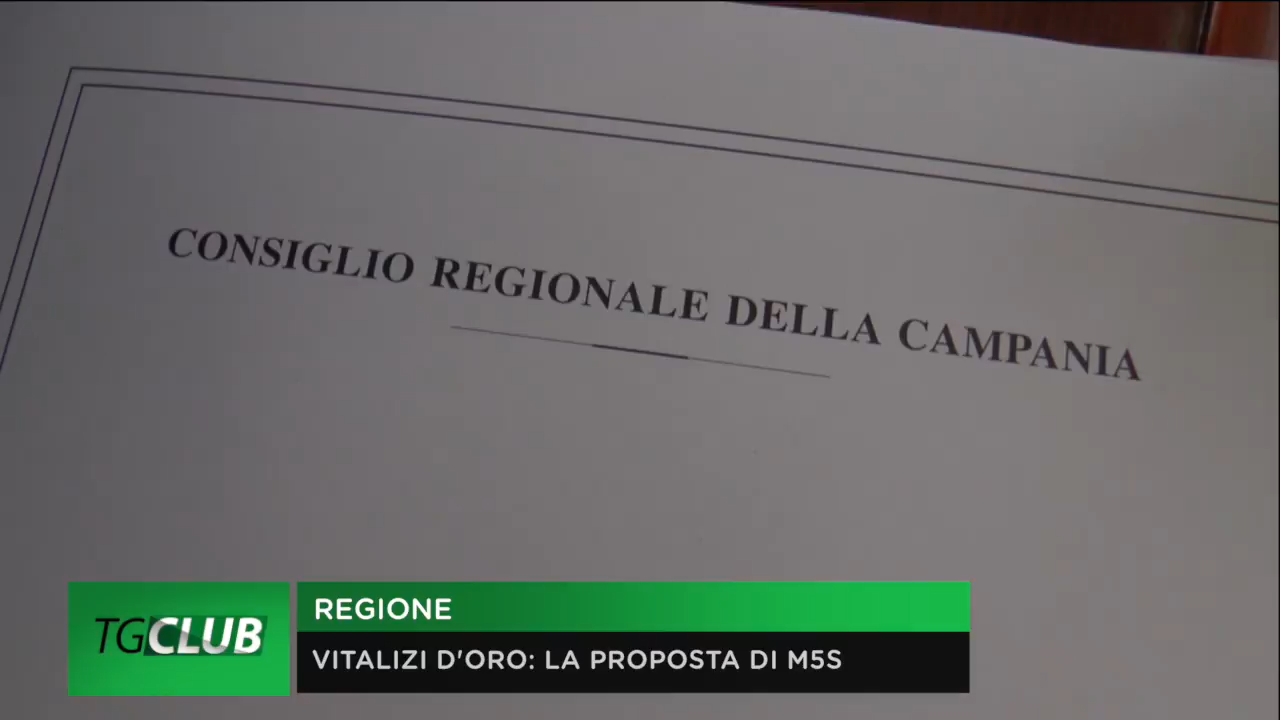 CONSIGLIO REGIONALE DELLA CAMPANIA
TGCLUB
REGIONE
VITALIZI D'ORO: LA PROPOSTA DI M5S